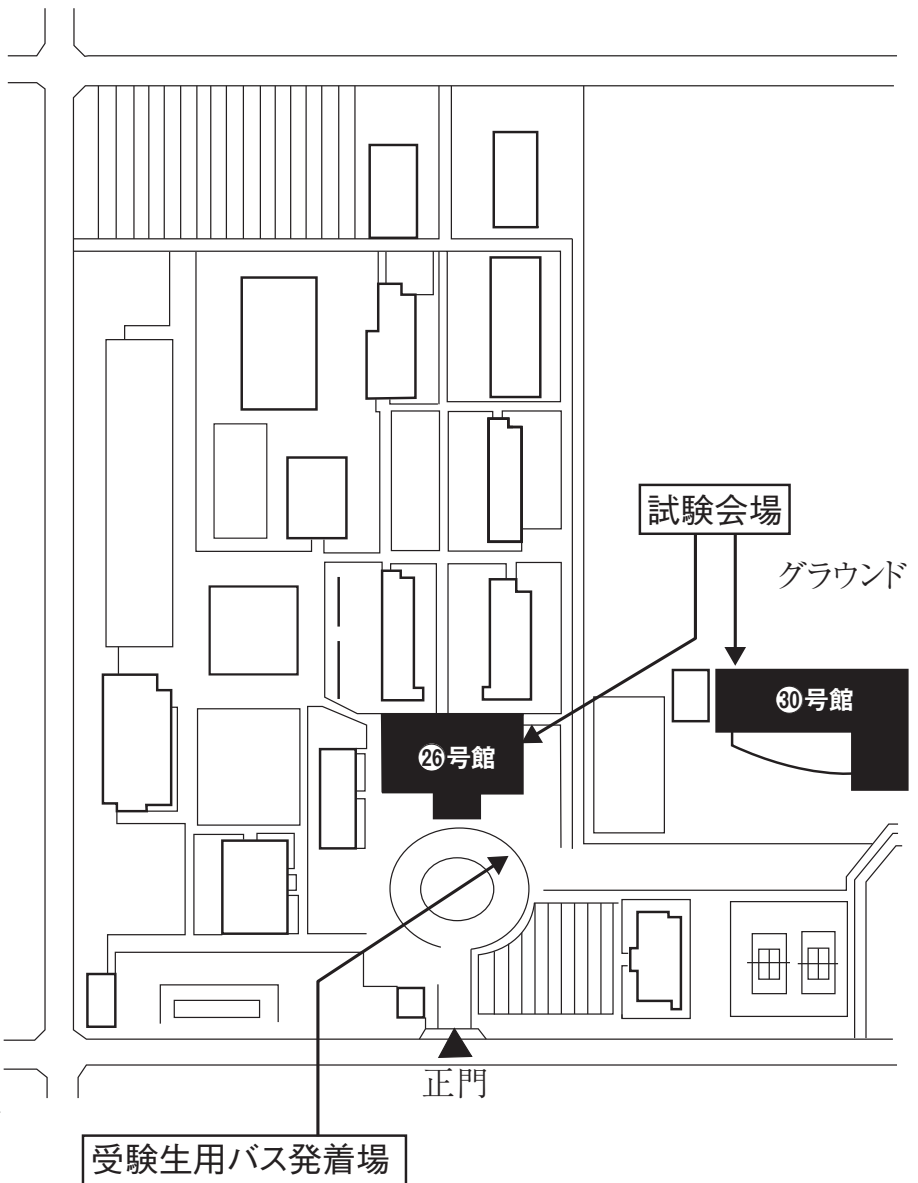 試験会場
グラウンド
㉚号館
㉖号館
正門
受験生用バス発着場